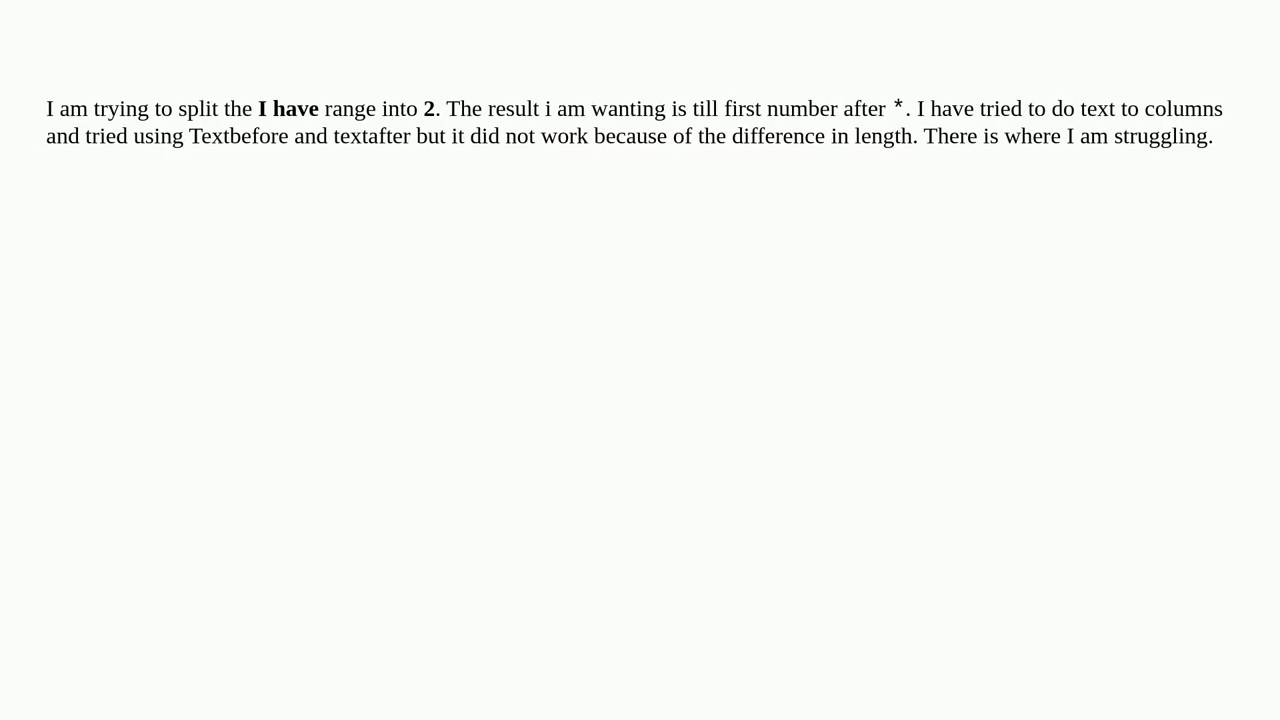 I am trying to split the I have range into 2. The result i am wanting is till first number after *. I have tried to do text to columns
and tried using Textbefore and textafter but it did not work because of the difference in length. There is where I am struggling.